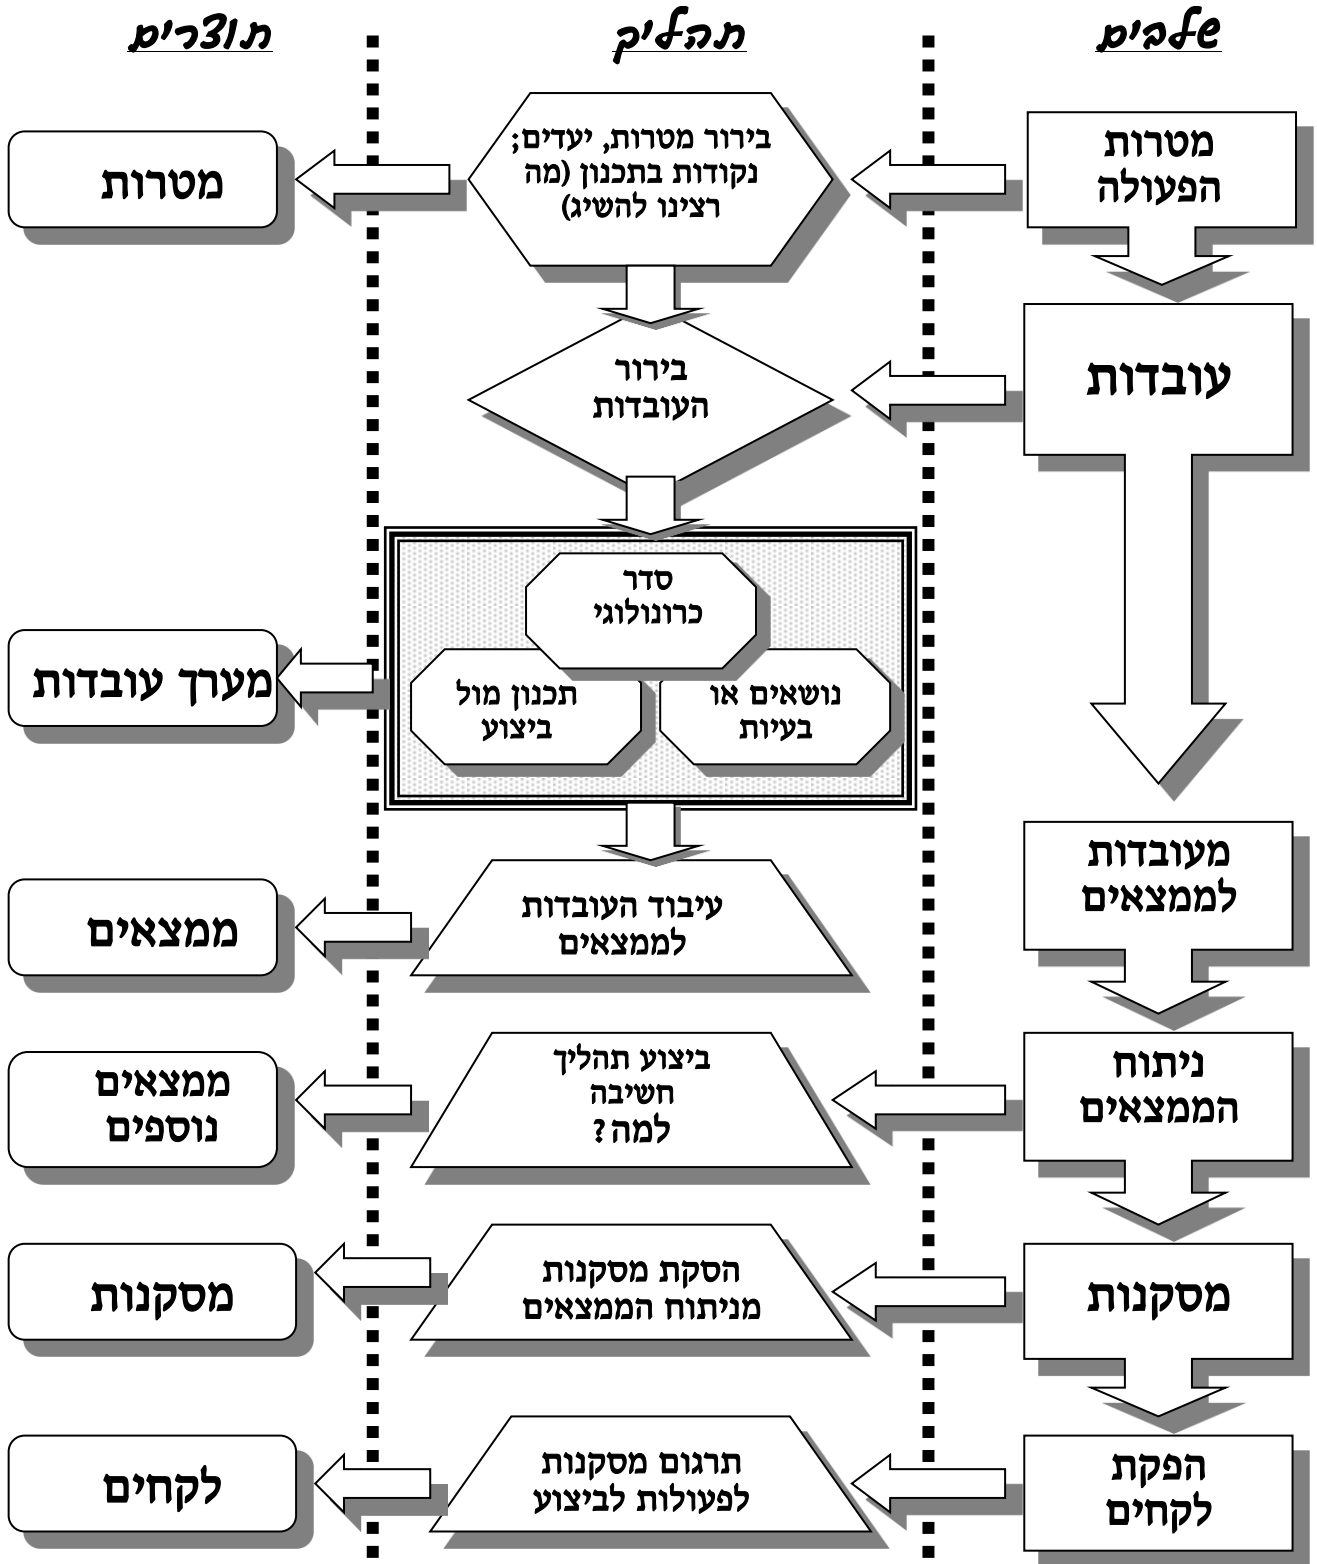 שלבים
תהליך
תוצרים
מטרות
הפעולה
בירור מטרות, יעדים;
נקודות בתכנון (מה
רצינו להשיג)
מטרות
עובדות
בירור
העובדות
סדר
כרונולוגי
נושאים או
בעיות
תכנון מול
ביצוע
מערך עובדות
מעובדות
לממצאים
עיבוד העובדות
לממצאים
ממצאים
ניתוח
הממצאים
ביצוע תהליך
חשיבה
למה?
ממצאים
נוספים
מסקנות
הסקת מסקנות
מניתוח הממצאים
מסקנות
הפקת
לקחים
תרגום מסקנות
לפעולות לביצוע
לקחים